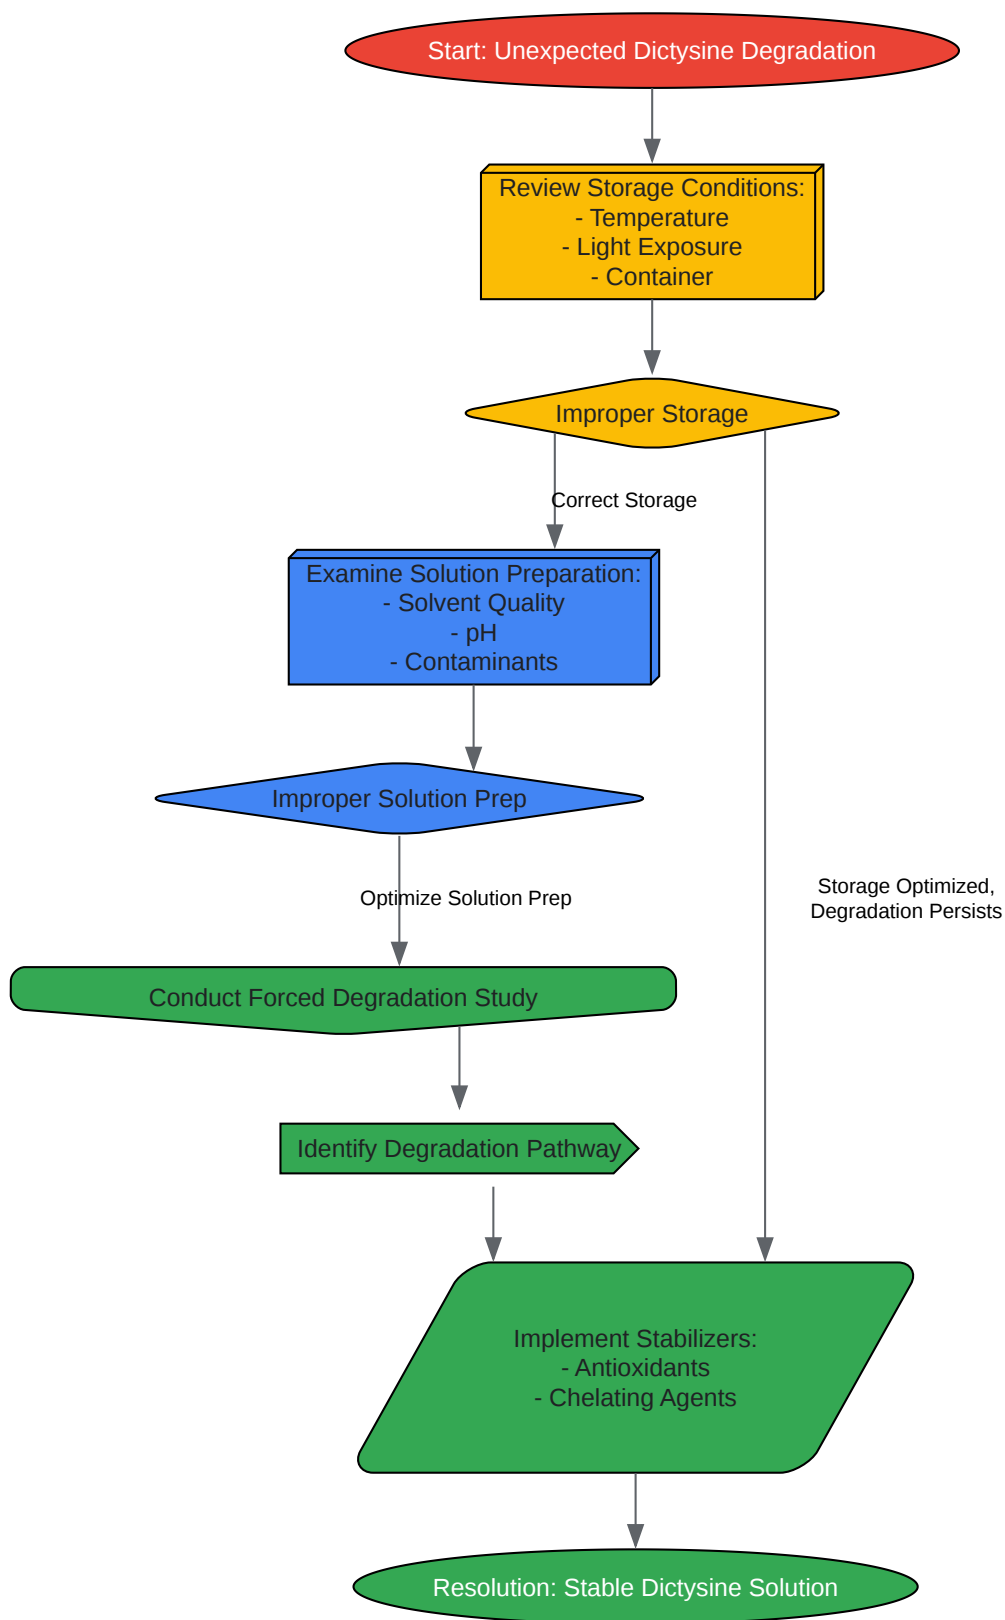 Start: Unexpected Dictysine Degradation
Review Storage Conditions:
- Temperature
- Light Exposure
- Container
Improper Storage
Correct Storage
Examine Solution Preparation:
- Solvent Quality
- pH
- Contaminants
Improper Solution Prep
Optimize Solution Prep
Storage Optimized,
Degradation Persists
Conduct Forced Degradation Study
Identify Degradation Pathway
Implement Stabilizers:
- Antioxidants
- Chelating Agents
Resolution: Stable Dictysine Solution